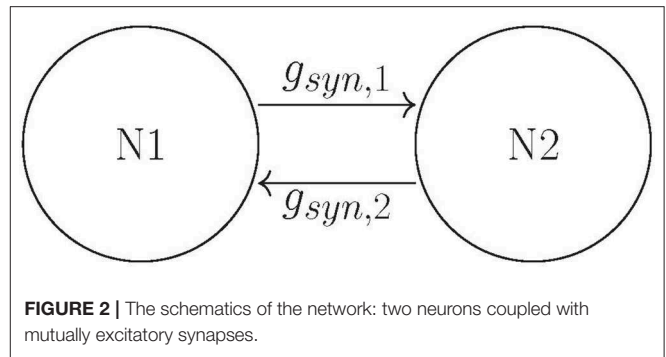 g_{syn,1}
N1
N2
g_{syn,2}
FIGURE 2 | The schematics of the network: two neurons coupled with
mutually excitatory synapses.